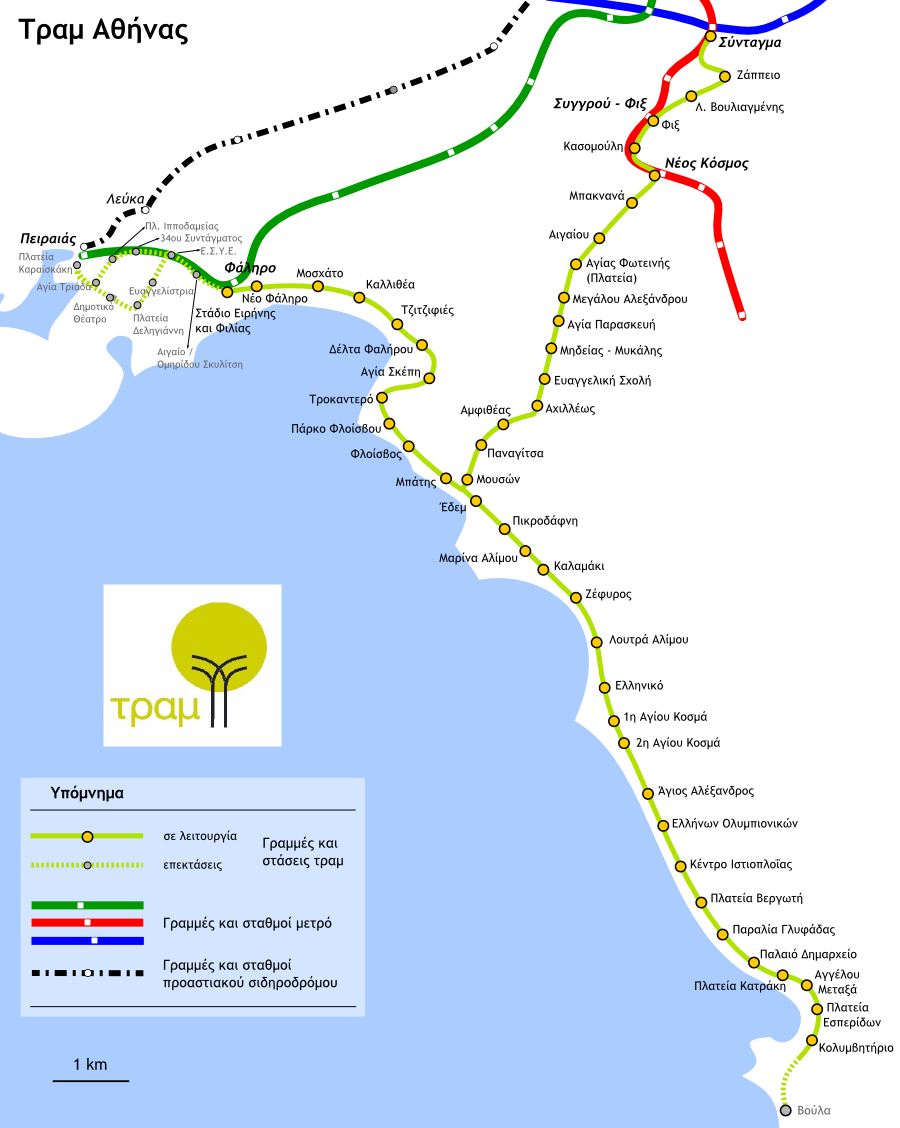 Τραμ Αθήνας
Σύνταγμα
Ζάππειο
Λ. Βουλιαγμένης
Συγγρού - Φιξ
Φιξ
Κασομούλη
Νέος Κόσμος
Μπακνανά
Αιγαίου
Αγίας Φωτεινής
(Πλατεία)
Μεγάλου Αλεξάνδρου
Αγία Παρασκευή
Μηδείας - Μυκάλης
Ευαγγελική Σχολή
Αχιλλέως
Αμφιθέας
Παναγίτσα
Μουσών
Λεύκα
Πειραιάς
Πλατεία
Καραϊσκάκη
Πλ. Ιπποδαμείας
34ου Συντάγματος
Ε.Σ.Υ.Ε.
Αγία Τριάδα
Δημοτικό
Θέατρο
Ευαγγελίστρια
Πλατεία
Δεληγιάννη
Αιγαίο /
Ομηρίδου Σκυλίτση
Φάληρο
Νέο Φάληρο
Στάδιο Ειρήνης
και Φιλίας
Μοσχάτο
Καλλιθέα
Τζιτζιφιές
Δέλτα Φαλήρου
Αγία Σκέπη
Τροκαντερό
Πάρκο Φλοίσβου
Φλοίσβος
Μπάτης
Έδεμ
Πικροδάφνη
Μαρίνα Αλίμου
Καλαμάκι
Ζέφυρος
Λουτρά Αλίμου
Ελληνικό
1η Αγίου Κοσμά
2η Αγίου Κοσμά
Άγιος Αλέξανδρος
Ελλήνων Ολυμπιονικών
Κέντρο Ιστιοπλοΐας
Πλατεία Βεργωτή
Παραλία Γλυφάδας
Παλαιό Δημαρχείο
Πλατεία Κατράκη
Αγγέλου
Μεταξά
Πλατεία
Εσπερίδων
Κολυμβητήριο
Βούλα
τραμ
Υπόμνημα
σε λειτουργία
επεκτάσεις
Γραμμές και
στάσεις τραμ
Γραμμές και σταθμοί μετρό
Γραμμές και σταθμοί
προαστιακού σιδηροδρόμου
1 km